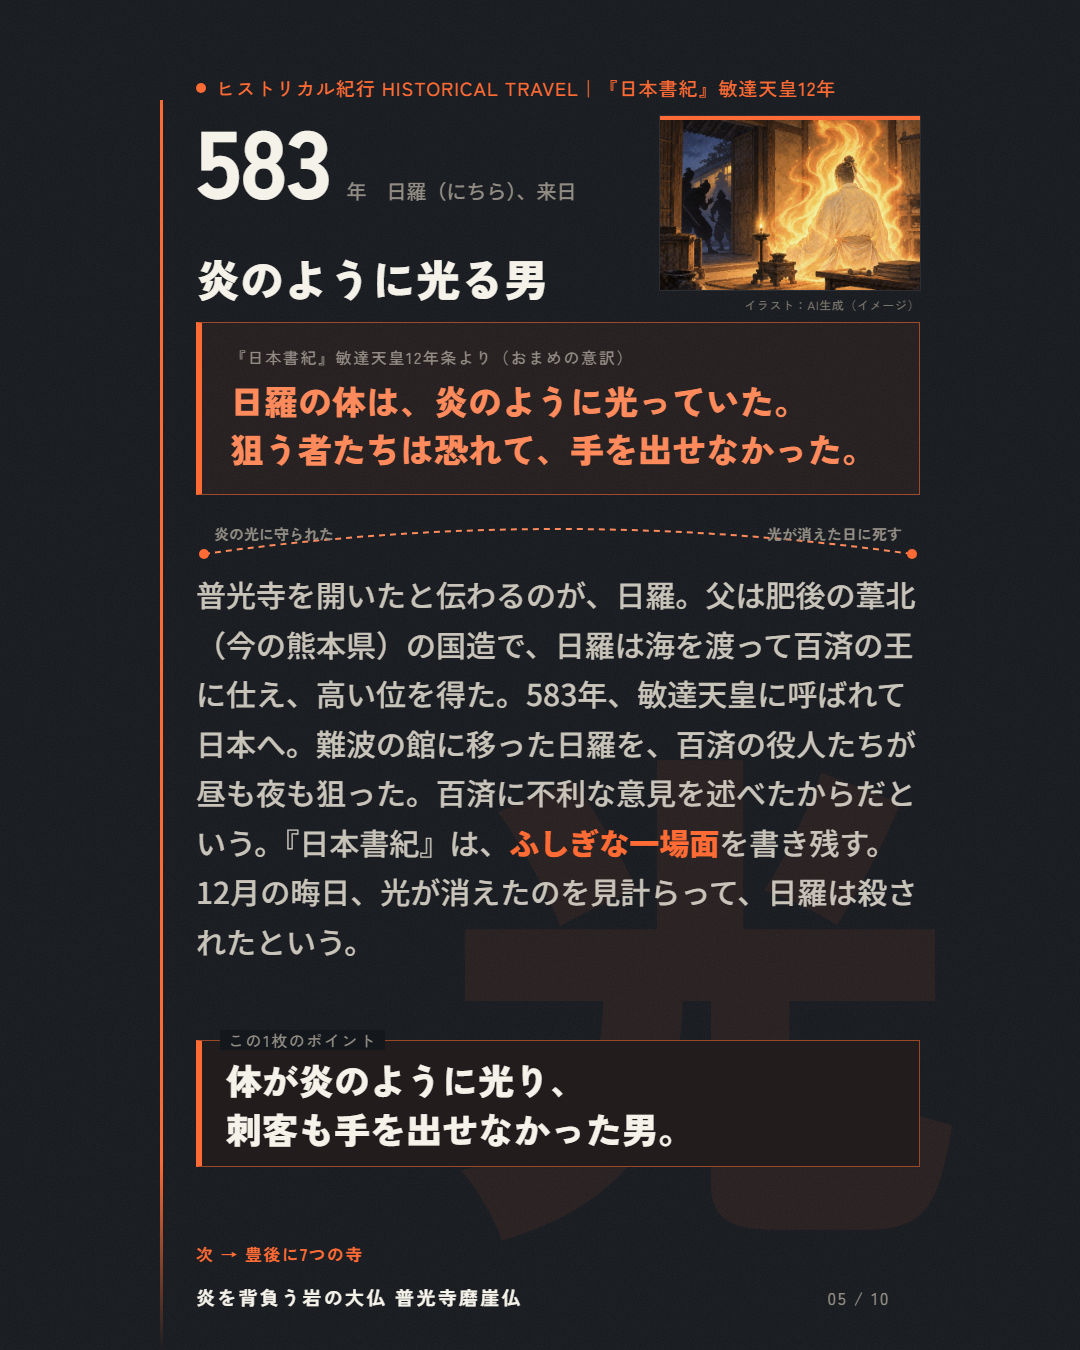 ヒストリカル紀行 HISTORICAL TRAVEL｜『日本書紀』敏達天皇12年
583 年 日羅（にちら）、来日
炎のように光る男
イラスト：AI生成（イメージ）
『日本書紀』敏達天皇12年条より（おまめの意訳）
日羅の体は、炎のように光っていた。
狙う者たちは恐れて、手を出せなかった。
炎の光に守られた
光が消えた日に死す
普光寺を開いたと伝わるのが、日羅。父は肥後の葦北
（今の熊本県）の国造で、日羅は海を渡って百済の王
に仕え、高い位を得た。583年、敏達天皇に呼ばれて
日本へ。難波の館に移った日羅を、百済の役人たちが
昼も夜も狙った。百済に不利な意見を述べたからだと
いう。『日本書紀』は、ふしぎな一場面を書き残す。
12月の晦日、光が消えたのを見計らって、日羅は殺さ
れたという。
光
この1枚のポイント
体が炎のように光り、
刺客も手を出せなかった男。
次 → 豊後に7つの寺
炎を背負う岩の大仏 普光寺磨崖仏
05 / 10